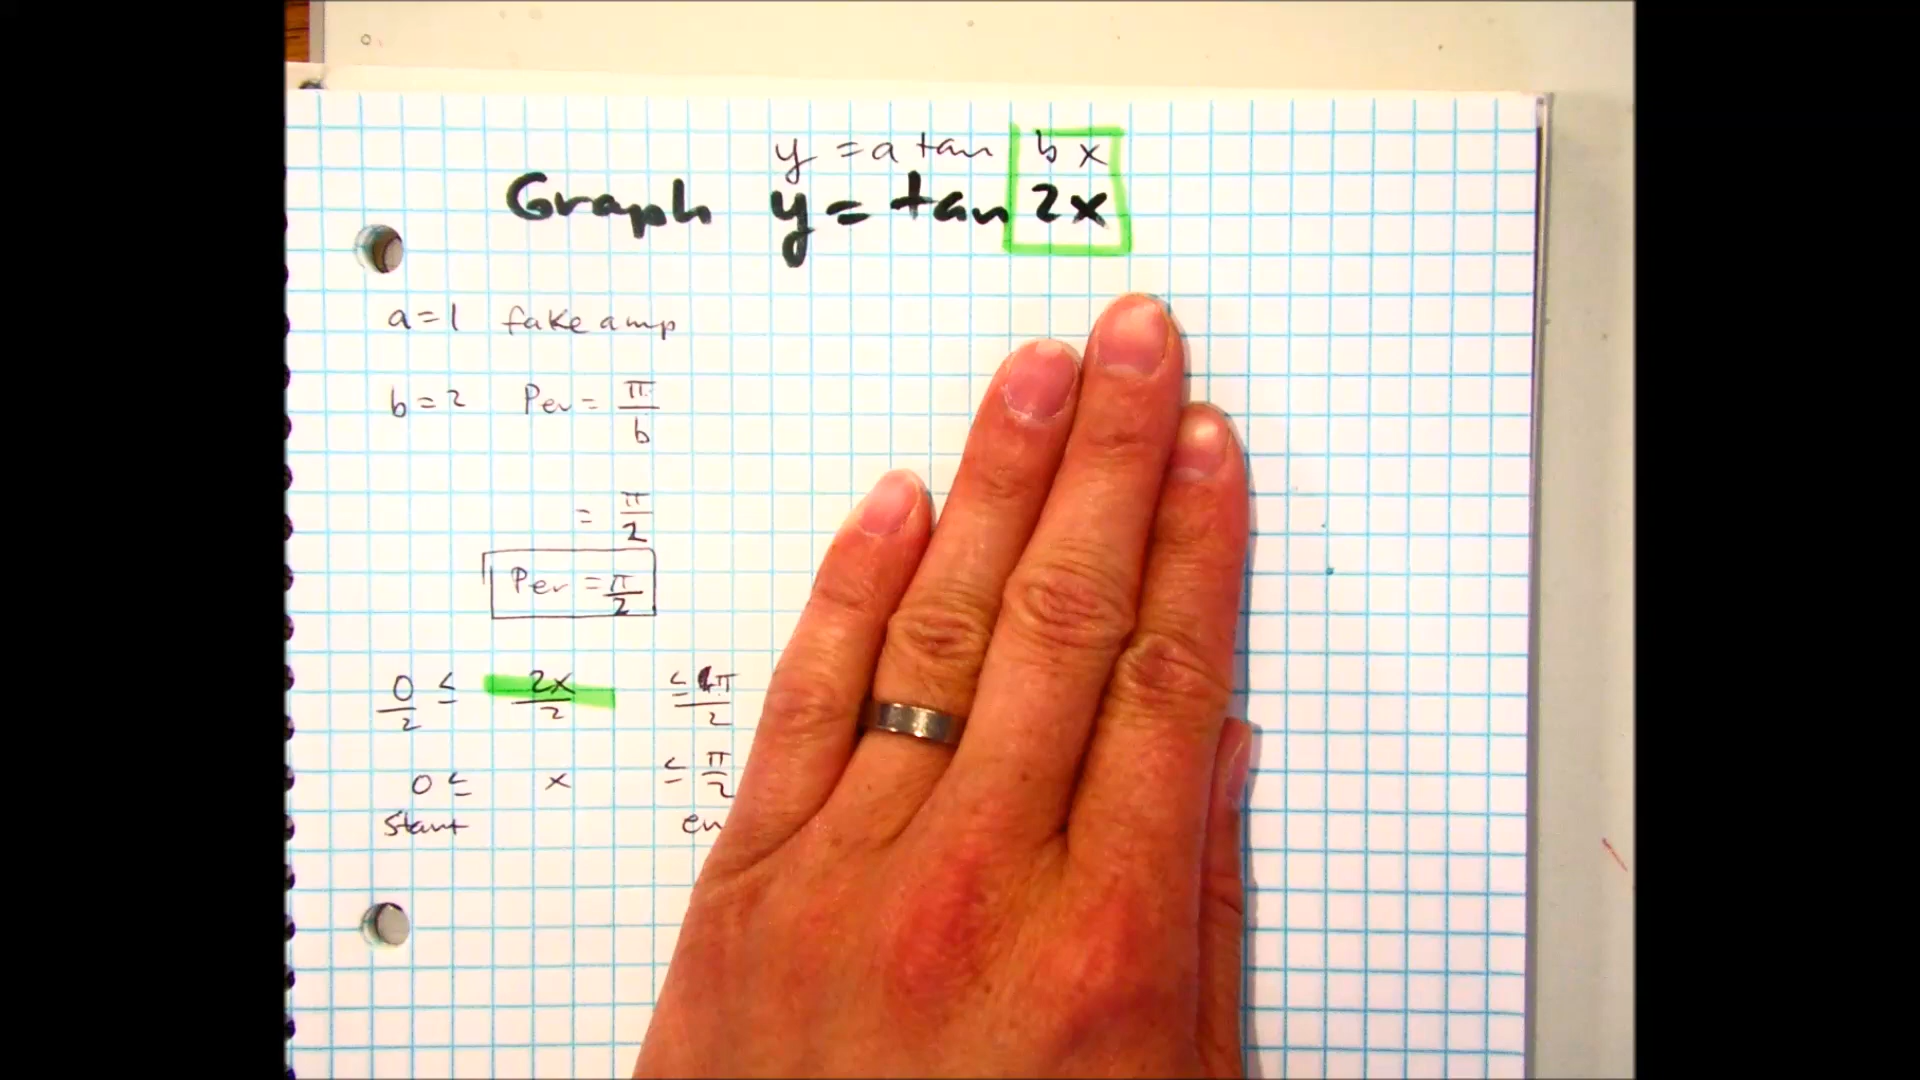 y = a tan bx
Graph y = tan 2x
a = 1 fake amp
b = 2 Per = π/b
= π/2
Per = π/2
0/2 ≤ 2x/2 ≤ π/2
0 ≤ x ≤ π/2
start